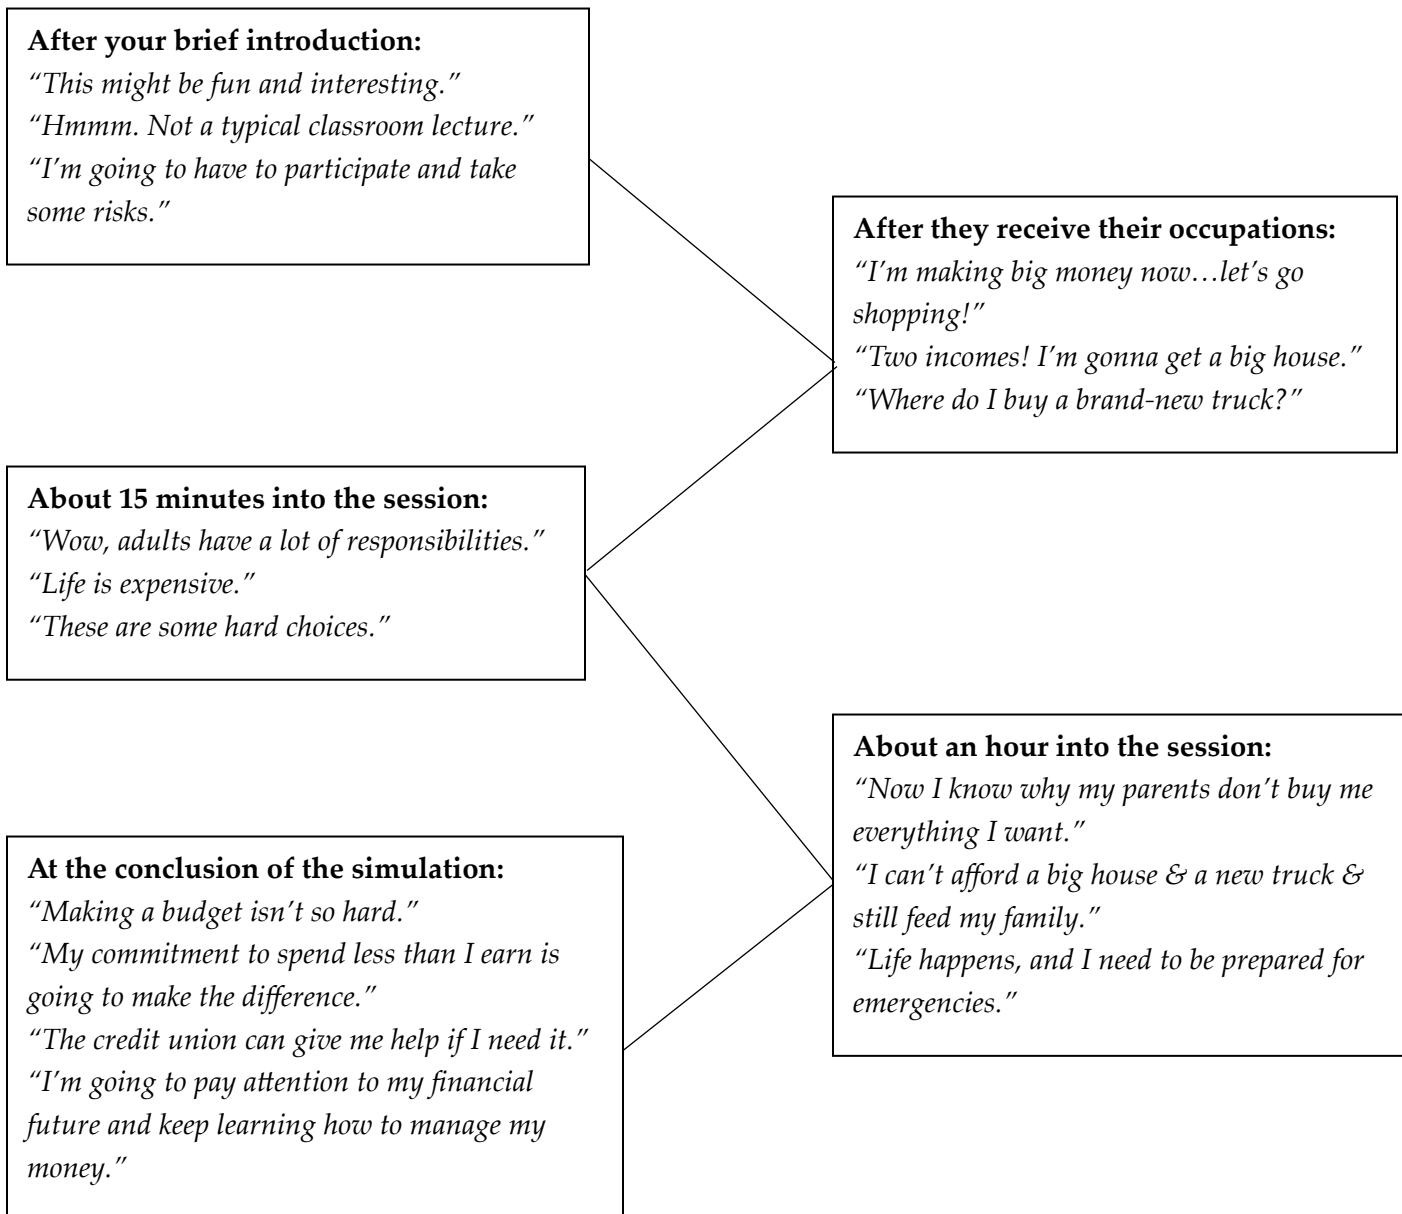 After your brief introduction:
“This might be fun and interesting.”
“Hmmm. Not a typical classroom lecture.”
“I’m going to have to participate and take
some risks.”
After they receive their occupations:
“I’m making big money now…let’s go
shopping!”
“Two incomes! I’m gonna get a big house.”
“Where do I buy a brand-new truck?”
About 15 minutes into the session:
“Wow, adults have a lot of responsibilities.”
“Life is expensive.”
“These are some hard choices.”
About an hour into the session:
“Now I know why my parents don’t buy me
everything I want.”
“I can’t afford a big house & a new truck &
still feed my family.”
“Life happens, and I need to be prepared for
emergencies.”
At the conclusion of the simulation:
“Making a budget isn’t so hard.”
“My commitment to spend less than I earn is
going to make the difference.”
“The credit union can give me help if I need it.”
“I’m going to pay attention to my financial
future and keep learning how to manage my
money.”